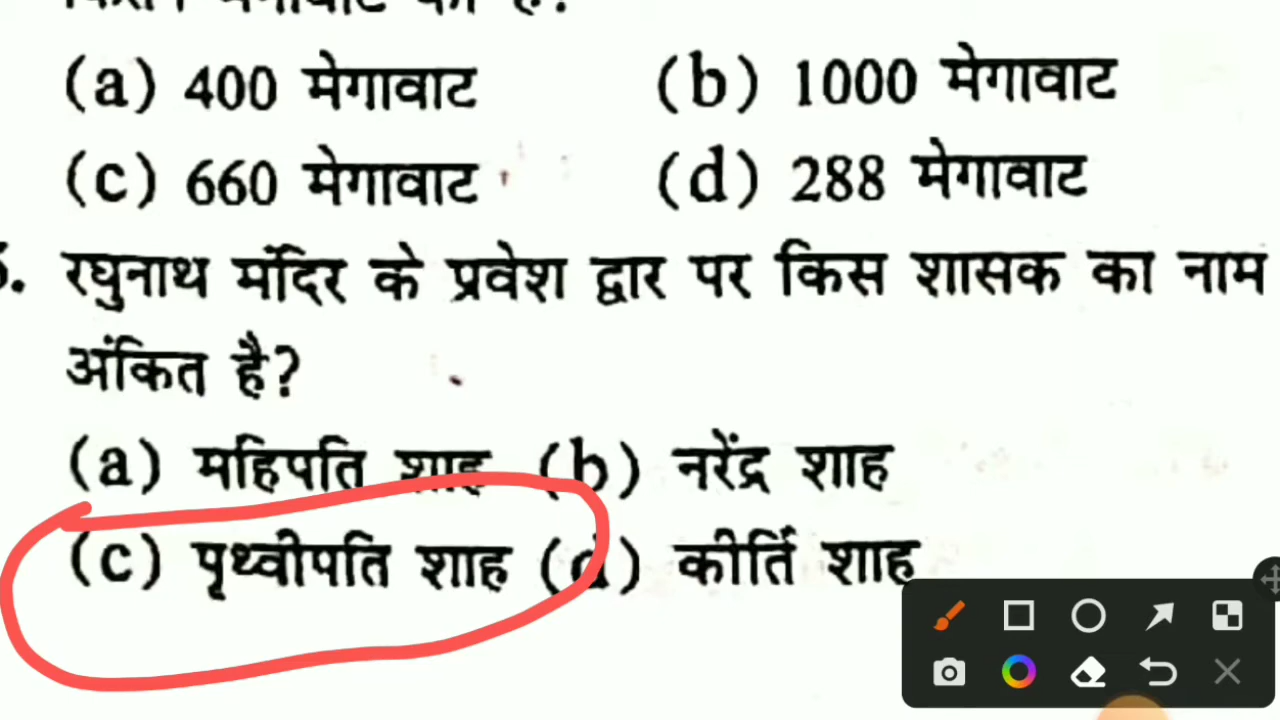 (a) 400 मेगावाट (b) 1000 मेगावाट
(c) 660 मेगावाट (d) 288 मेगावाट
रघुनाथ मंदिर के प्रवेश द्वार पर किस शासक का नाम
अंकित है?
(a) महिपति शाह (b) नरेंद्र शाह
(c) पृथ्वीपति शाह (d) कीर्ति शाह